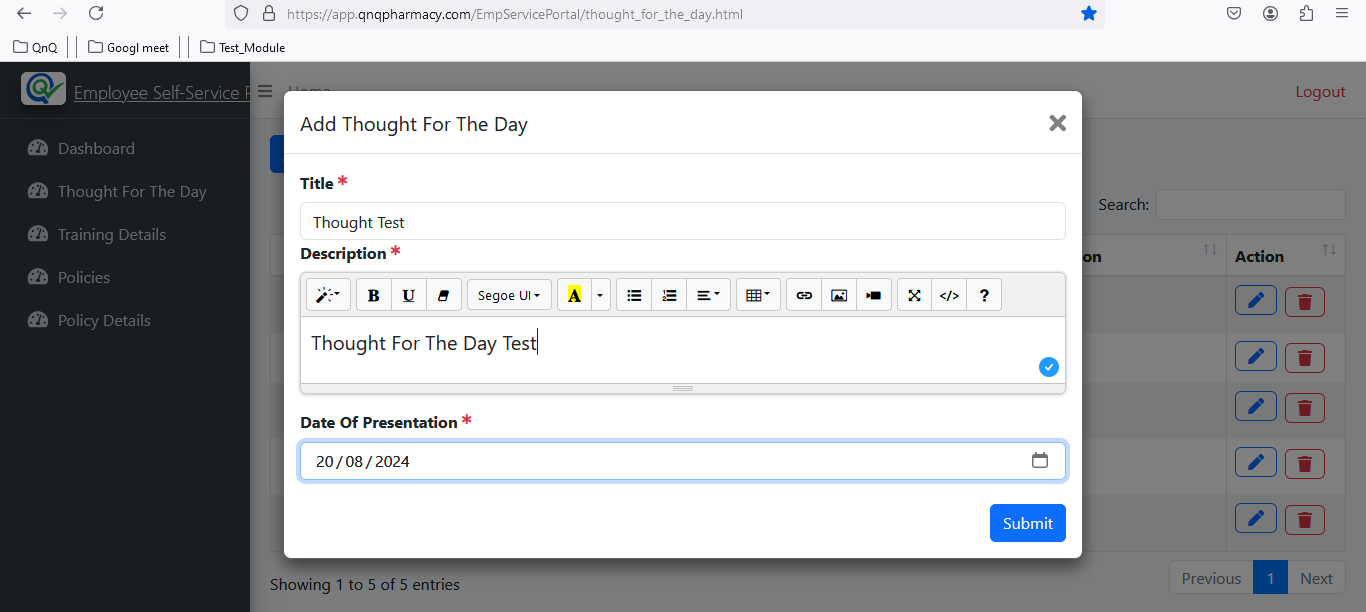 https://app.qnqpharmacy.com/EmpServicePortal/thought_for_the_day.html
QnQ
Googl meet
Test_Module
Employee Self-Service
Home
Logout
Dashboard
Thought For The Day
Training Details
Policies
Policy Details
Add Thought For The Day
Title *
Thought Test
Description *
B U Segoe UI A </> ?
Thought For The Day Test
Date Of Presentation *
20/08/2024
Submit
Search:
on
Action
Showing 1 to 5 of 5 entries
Previous 1 Next